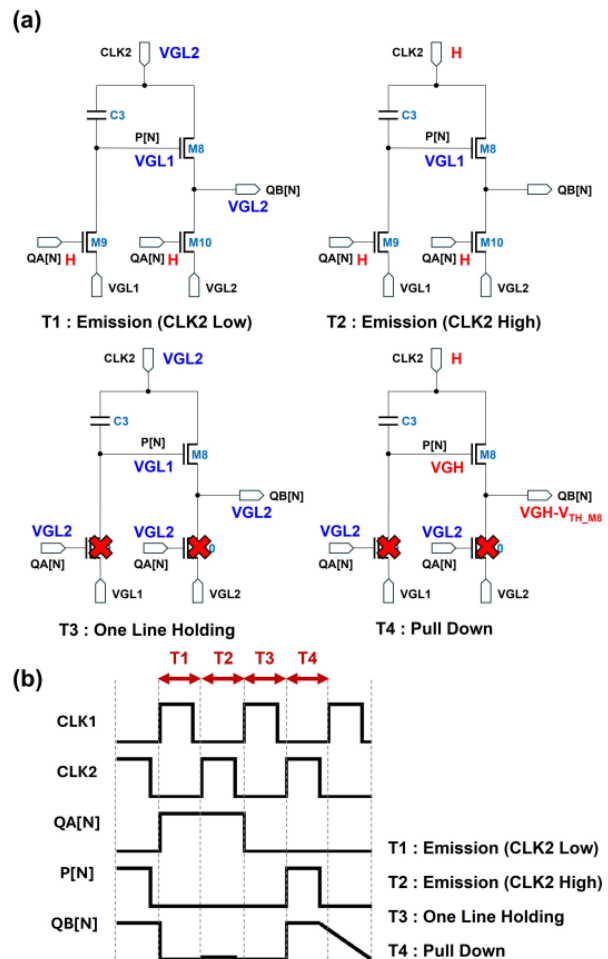 (a)
CLK2 VGL2
C3
P[N]
VGL1
M8
QB[N]
VGL2
M9
M10
QA[N] H
QA[N] H
VGL1
VGL2
T1 : Emission (CLK2 Low)
CLK2 H
C3
P[N]
VGL1
M8
QB[N]
M9
M10
QA[N] H
QA[N] H
VGL1
VGL2
T2 : Emission (CLK2 High)
CLK2 VGL2
C3
P[N]
VGL1
M8
QB[N]
VGL2
VGL2
VGL2
0
QA[N]
QA[N]
VGL1
VGL2
T3 : One Line Holding
CLK2 H
C3
P[N]
VGH
M8
QB[N]
VGH-VTH_M8
VGL2
VGL2
0
QA[N]
QA[N]
VGL1
VGL2
T4 : Pull Down
(b)
T1 T2 T3 T4
CLK1
CLK2
QA[N]
P[N]
QB[N]
T1 : Emission (CLK2 Low)
T2 : Emission (CLK2 High)
T3 : One Line Holding
T4 : Pull Down